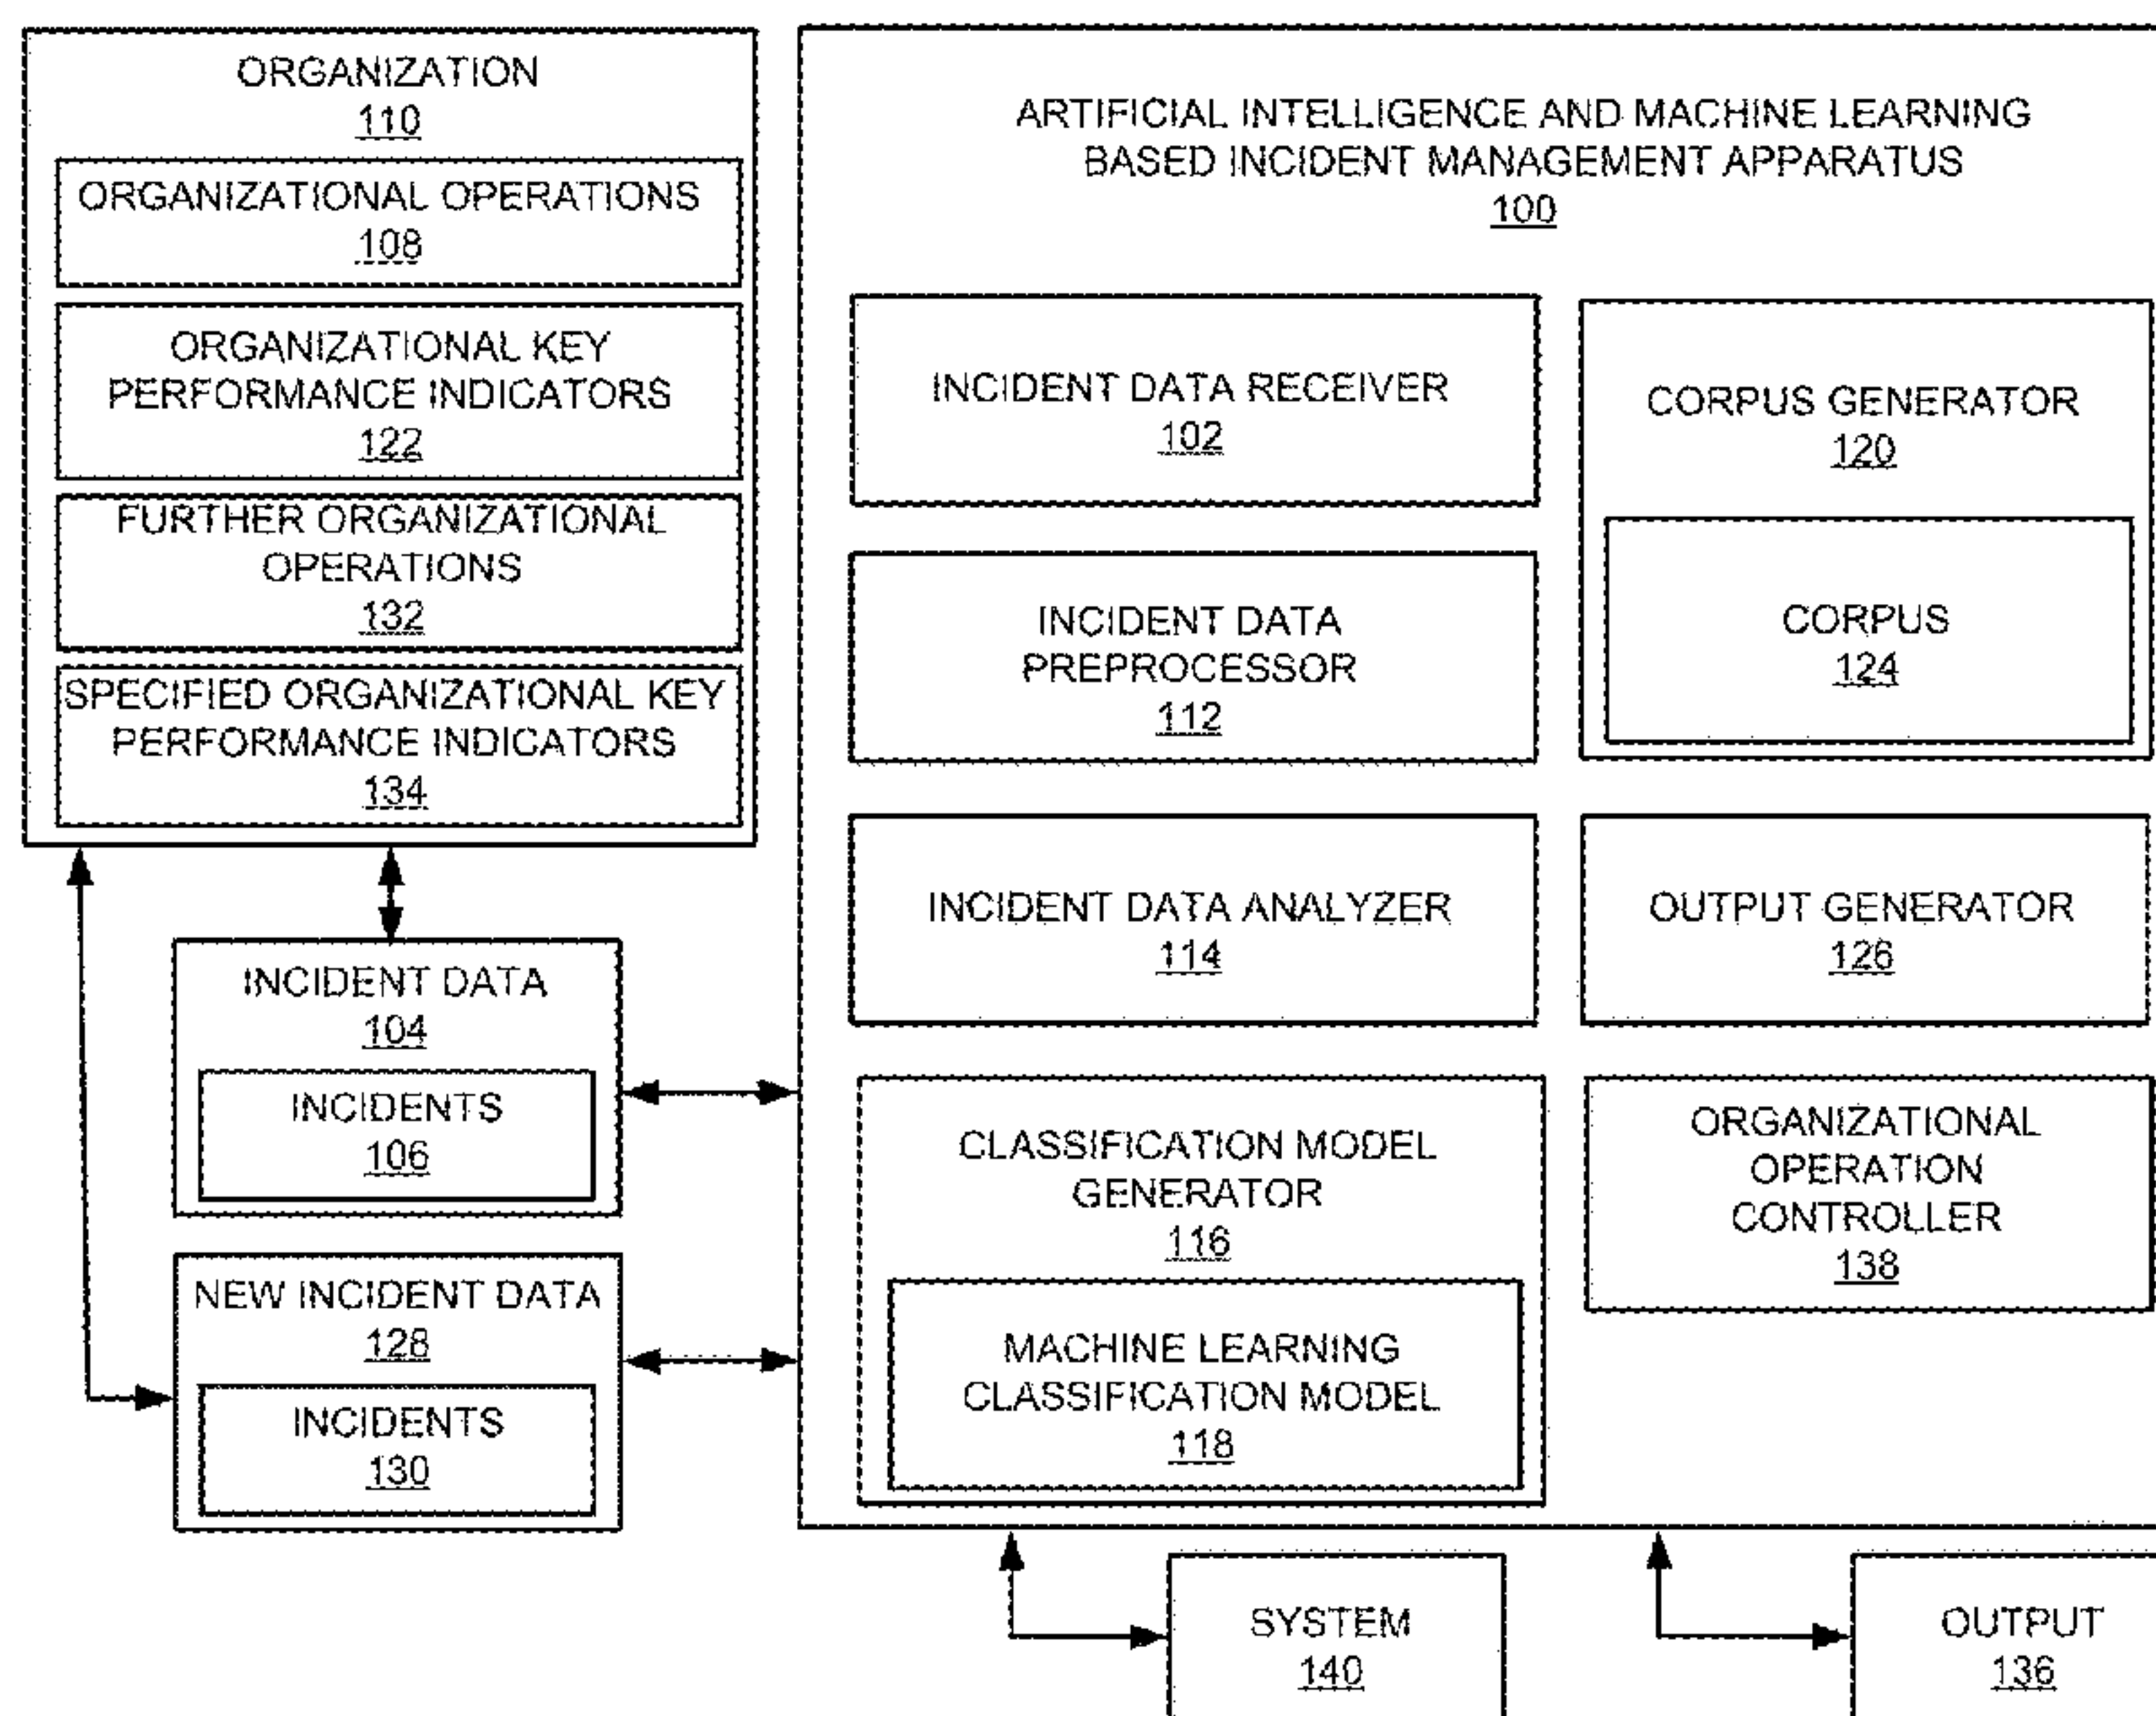 ORGANIZATION
110
ORGANIZATIONAL OPERATIONS
108
ORGANIZATIONAL KEY
PERFORMANCE INDICATORS
122
FURTHER ORGANIZATIONAL
OPERATIONS
132
SPECIFIED ORGANIZATIONAL KEY
PERFORMANCE INDICATORS
134
INCIDENT DATA
104
INCIDENTS
106
NEW INCIDENT DATA
128
INCIDENTS
130
ARTIFICIAL INTELLIGENCE AND MACHINE LEARNING
BASED INCIDENT MANAGEMENT APPARATUS
100
INCIDENT DATA RECEIVER
102
INCIDENT DATA
PREPROCESSOR
112
INCIDENT DATA ANALYZER
114
CLASSIFICATION MODEL
GENERATOR
116
MACHINE LEARNING
CLASSIFICATION MODEL
118
CORPUS GENERATOR
120
CORPUS
124
OUTPUT GENERATOR
126
ORGANIZATIONAL
OPERATION
CONTROLLER
138
SYSTEM
140
OUTPUT
136